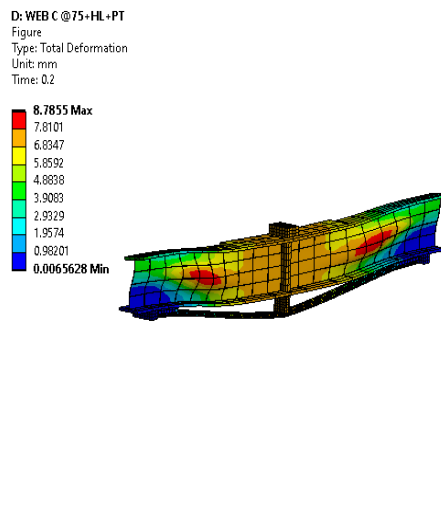 D: WEB C @75+HL+PT
Figure
Type: Total Deformation
Unit: mm
Time: 0.2
8.7855 Max
7.8101
6.8347
5.8592
4.8838
3.9083
2.9329
1.9574
0.98201
0.0065628 Min